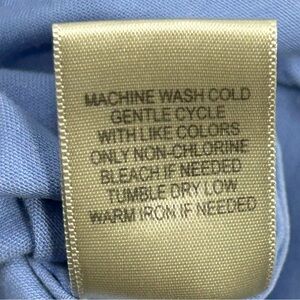 MACHINE WASH COLD
GENTLE CYCLE
WITH LIKE COLORS
ONLY NON-CHLORINE
BLEACH IF NEEDED
TUMBLE DRY LOW
WARM IRON IF NEEDED